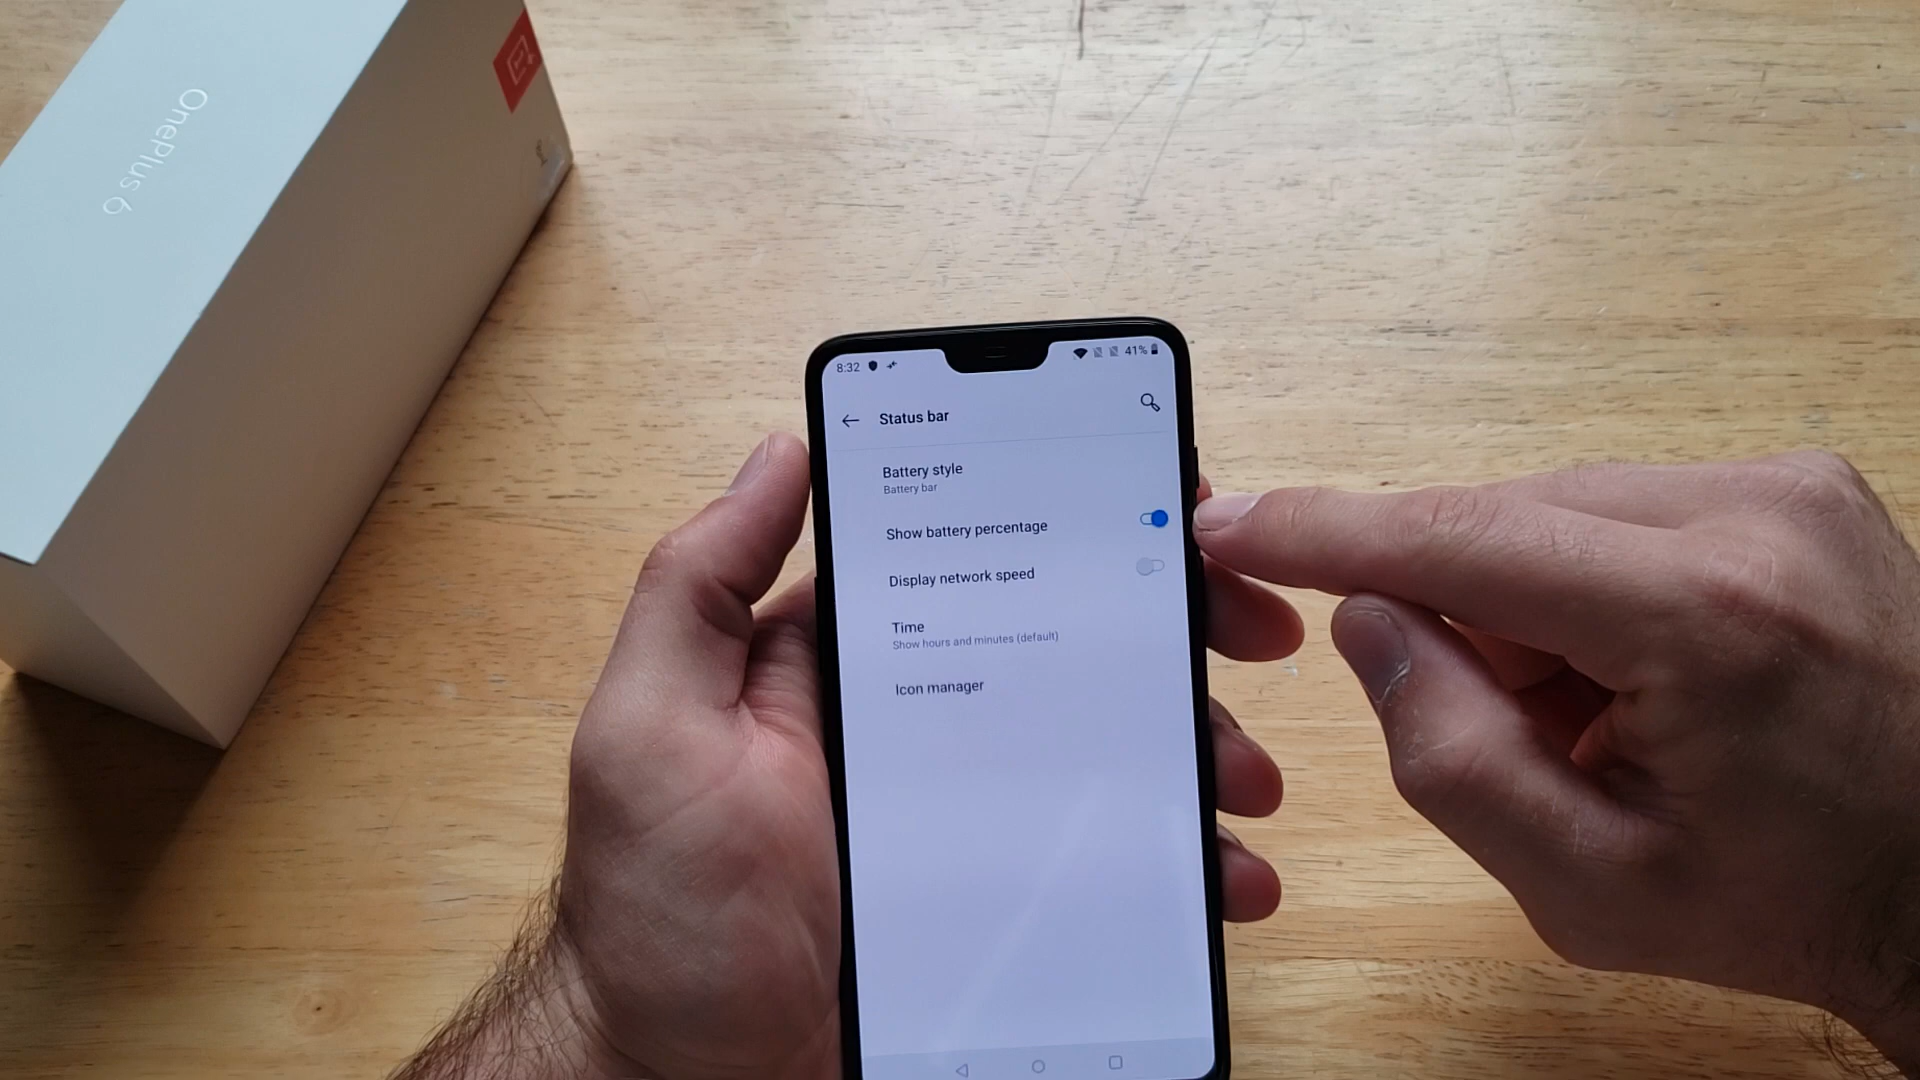 OnePlus 6
8:32
41%
Status bar
Battery style
Battery bar
Show battery percentage
Display network speed
Time
Show hours and minutes (default)
Icon manager